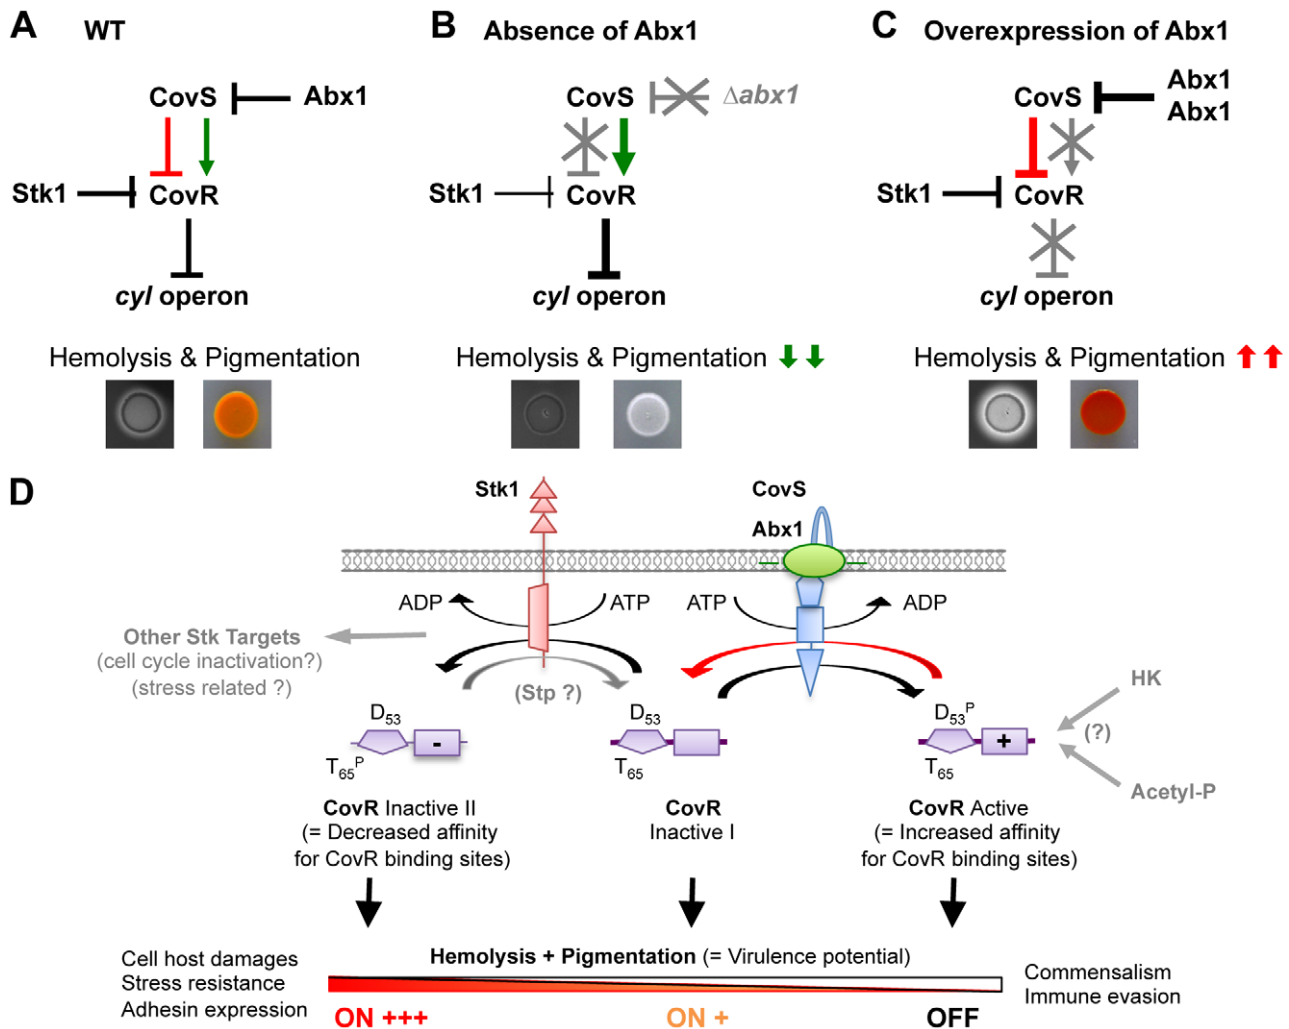 A WT
CovS
Abx1
Stk1
CovR
cyl operon
Hemolysis & Pigmentation
B Absence of Abx1
CovS
Δabx1
Stk1
CovR
cyl operon
Hemolysis & Pigmentation
C Overexpression of Abx1
CovS
Abx1
Abx1
Stk1
CovR
cyl operon
Hemolysis & Pigmentation
D
Stk1
CovS
Abx1
ADP
ATP
ATP
ADP
Other Stk Targets
(cell cycle inactivation?)
(stress related ?)
(Stp ?)
HK
(?)
Acetyl-P
D53
-
T65P
D53
T65
D53P
+
T65
CovR Inactive II
(= Decreased affinity
for CovR binding sites)
CovR
Inactive I
CovR Active
(= Increased affinity
for CovR binding sites)
Cell host damages
Stress resistance
Adhesin expression
Hemolysis + Pigmentation (= Virulence potential)
ON +++
ON +
OFF
Commensalism
Immune evasion